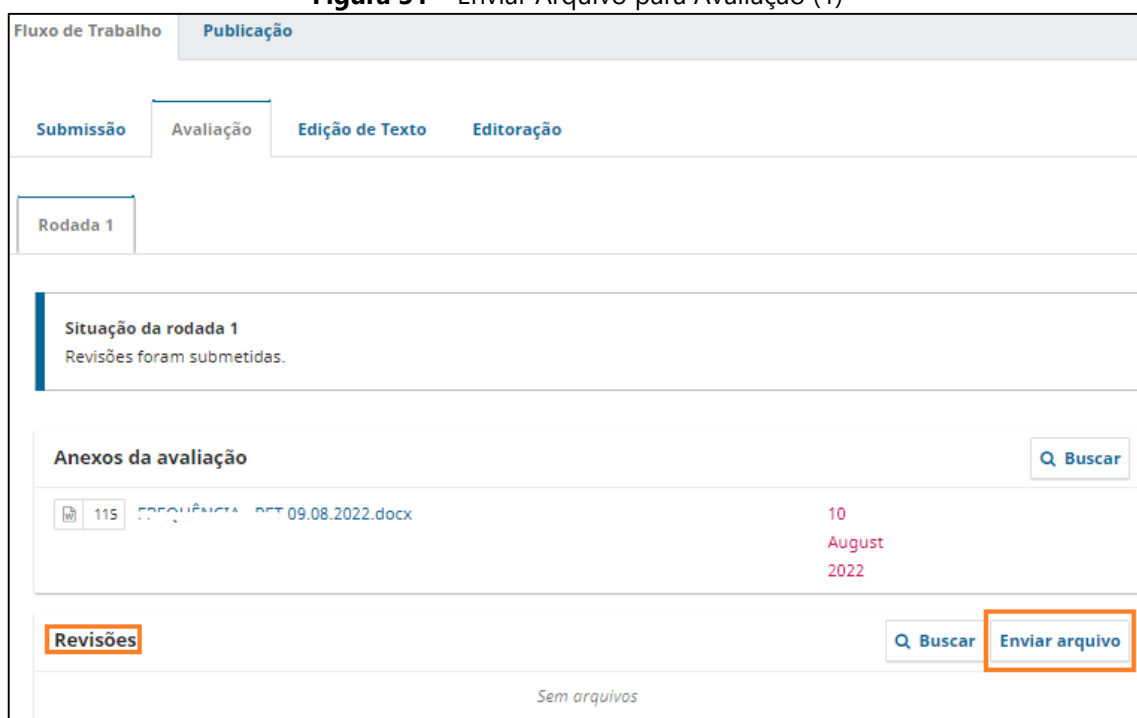 Figura 31 – Enviar Arquivo para Avaliação (1)
Fluxo de Trabalho Publicação
Submissão Avaliação Edição de Texto Editoração
Rodada 1
Situação da rodada 1
Revisões foram submetidas.
Anexos da avaliação Buscar
115 09.08.2022.docx 10
August
2022
Revisões Buscar Enviar arquivo
Sem arquivos